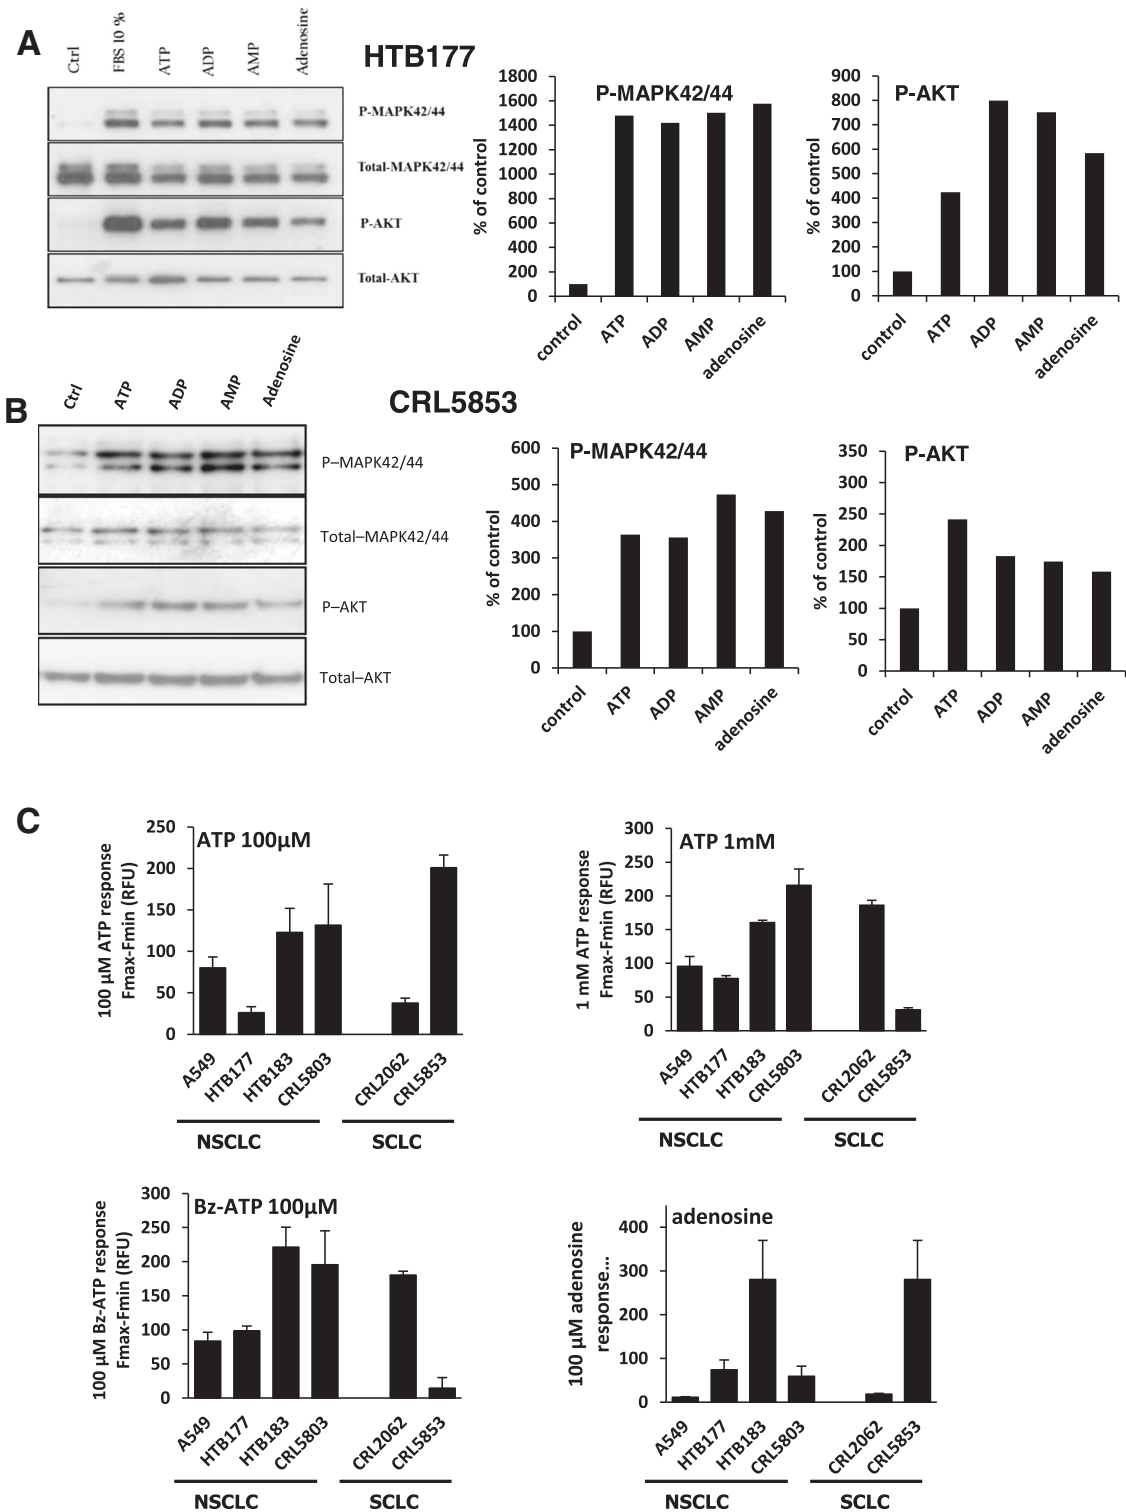 A
Ctrl
FBS 10 %
ATP
ADP
AMP
Adenosine
HTB177
P-MAPK42/44
Total-MAPK42/44
P-AKT
Total-AKT
P-MAPK42/44
% of control
1800
1600
1400
1200
1000
800
600
400
200
0
control
ATP
ADP
AMP
adenosine
P-AKT
% of control
900
800
700
600
500
400
300
200
100
0
control
ATP
ADP
AMP
adenosine
B
Ctrl
ATP
ADP
AMP
Adenosine
CRL5853
P–MAPK42/44
Total–MAPK42/44
P–AKT
Total–AKT
P-MAPK42/44
% of control
600
500
400
300
200
100
0
control
ATP
ADP
AMP
adenosine
P-AKT
% of control
350
300
250
200
150
100
50
0
control
ATP
ADP
AMP
adenosine
C
ATP 100µM
100 µM ATP response
Fmax-Fmin (RFU)
250
200
150
100
50
0
A549
HTB177
HTB183
CRL5803
CRL2062
CRL5853
NSCLC
SCLC
ATP 1mM
1 mM ATP response
Fmax-Fmin (RFU)
300
250
200
150
100
50
0
A549
HTB177
HTB183
CRL5803
CRL2062
CRL5853
NSCLC
SCLC
Bz-ATP 100µM
100 µM Bz-ATP response
Fmax-Fmin (RFU)
300
250
200
150
100
50
0
A549
HTB177
HTB183
CRL5803
CRL2062
CRL5853
NSCLC
SCLC
adenosine
100 µM adenosine
response...
400
300
200
100
0
A549
HTB177
HTB183
CRL5803
CRL2062
CRL5853
NSCLC
SCLC